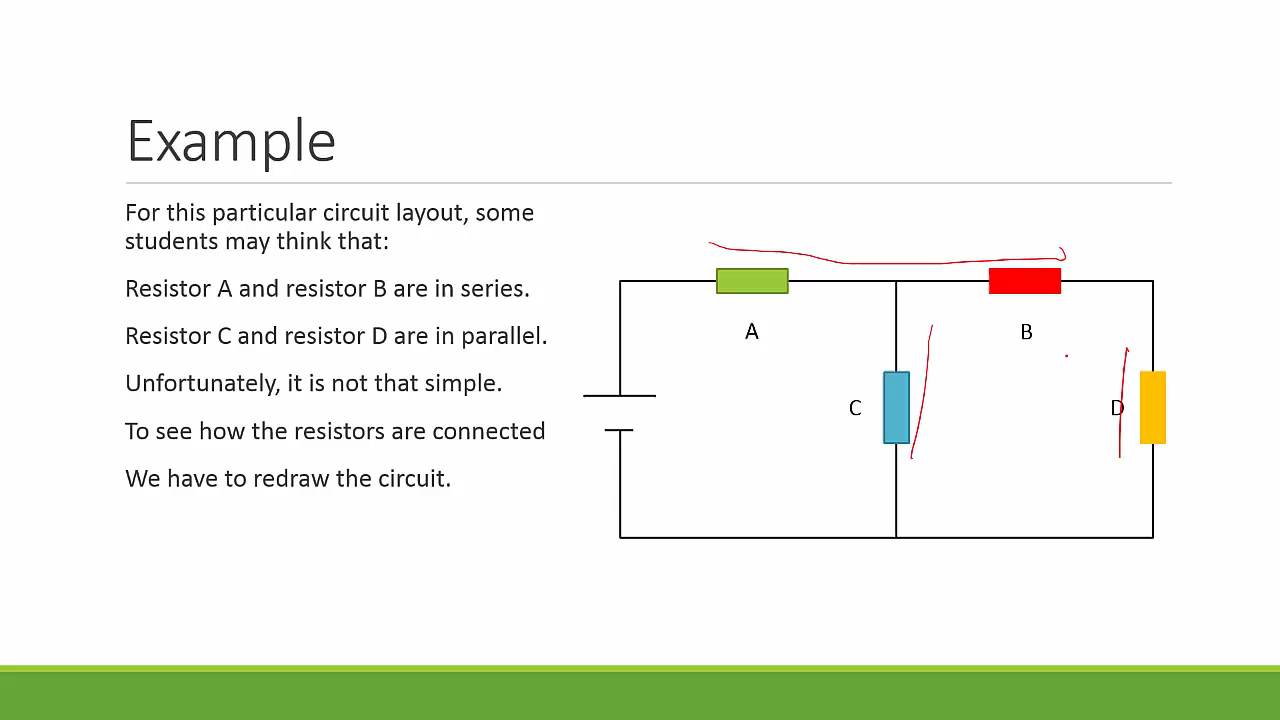 Example
For this particular circuit layout, some
students may think that:
Resistor A and resistor B are in series.
Resistor C and resistor D are in parallel.
Unfortunately, it is not that simple.
To see how the resistors are connected
We have to redraw the circuit.
A
B
C
D